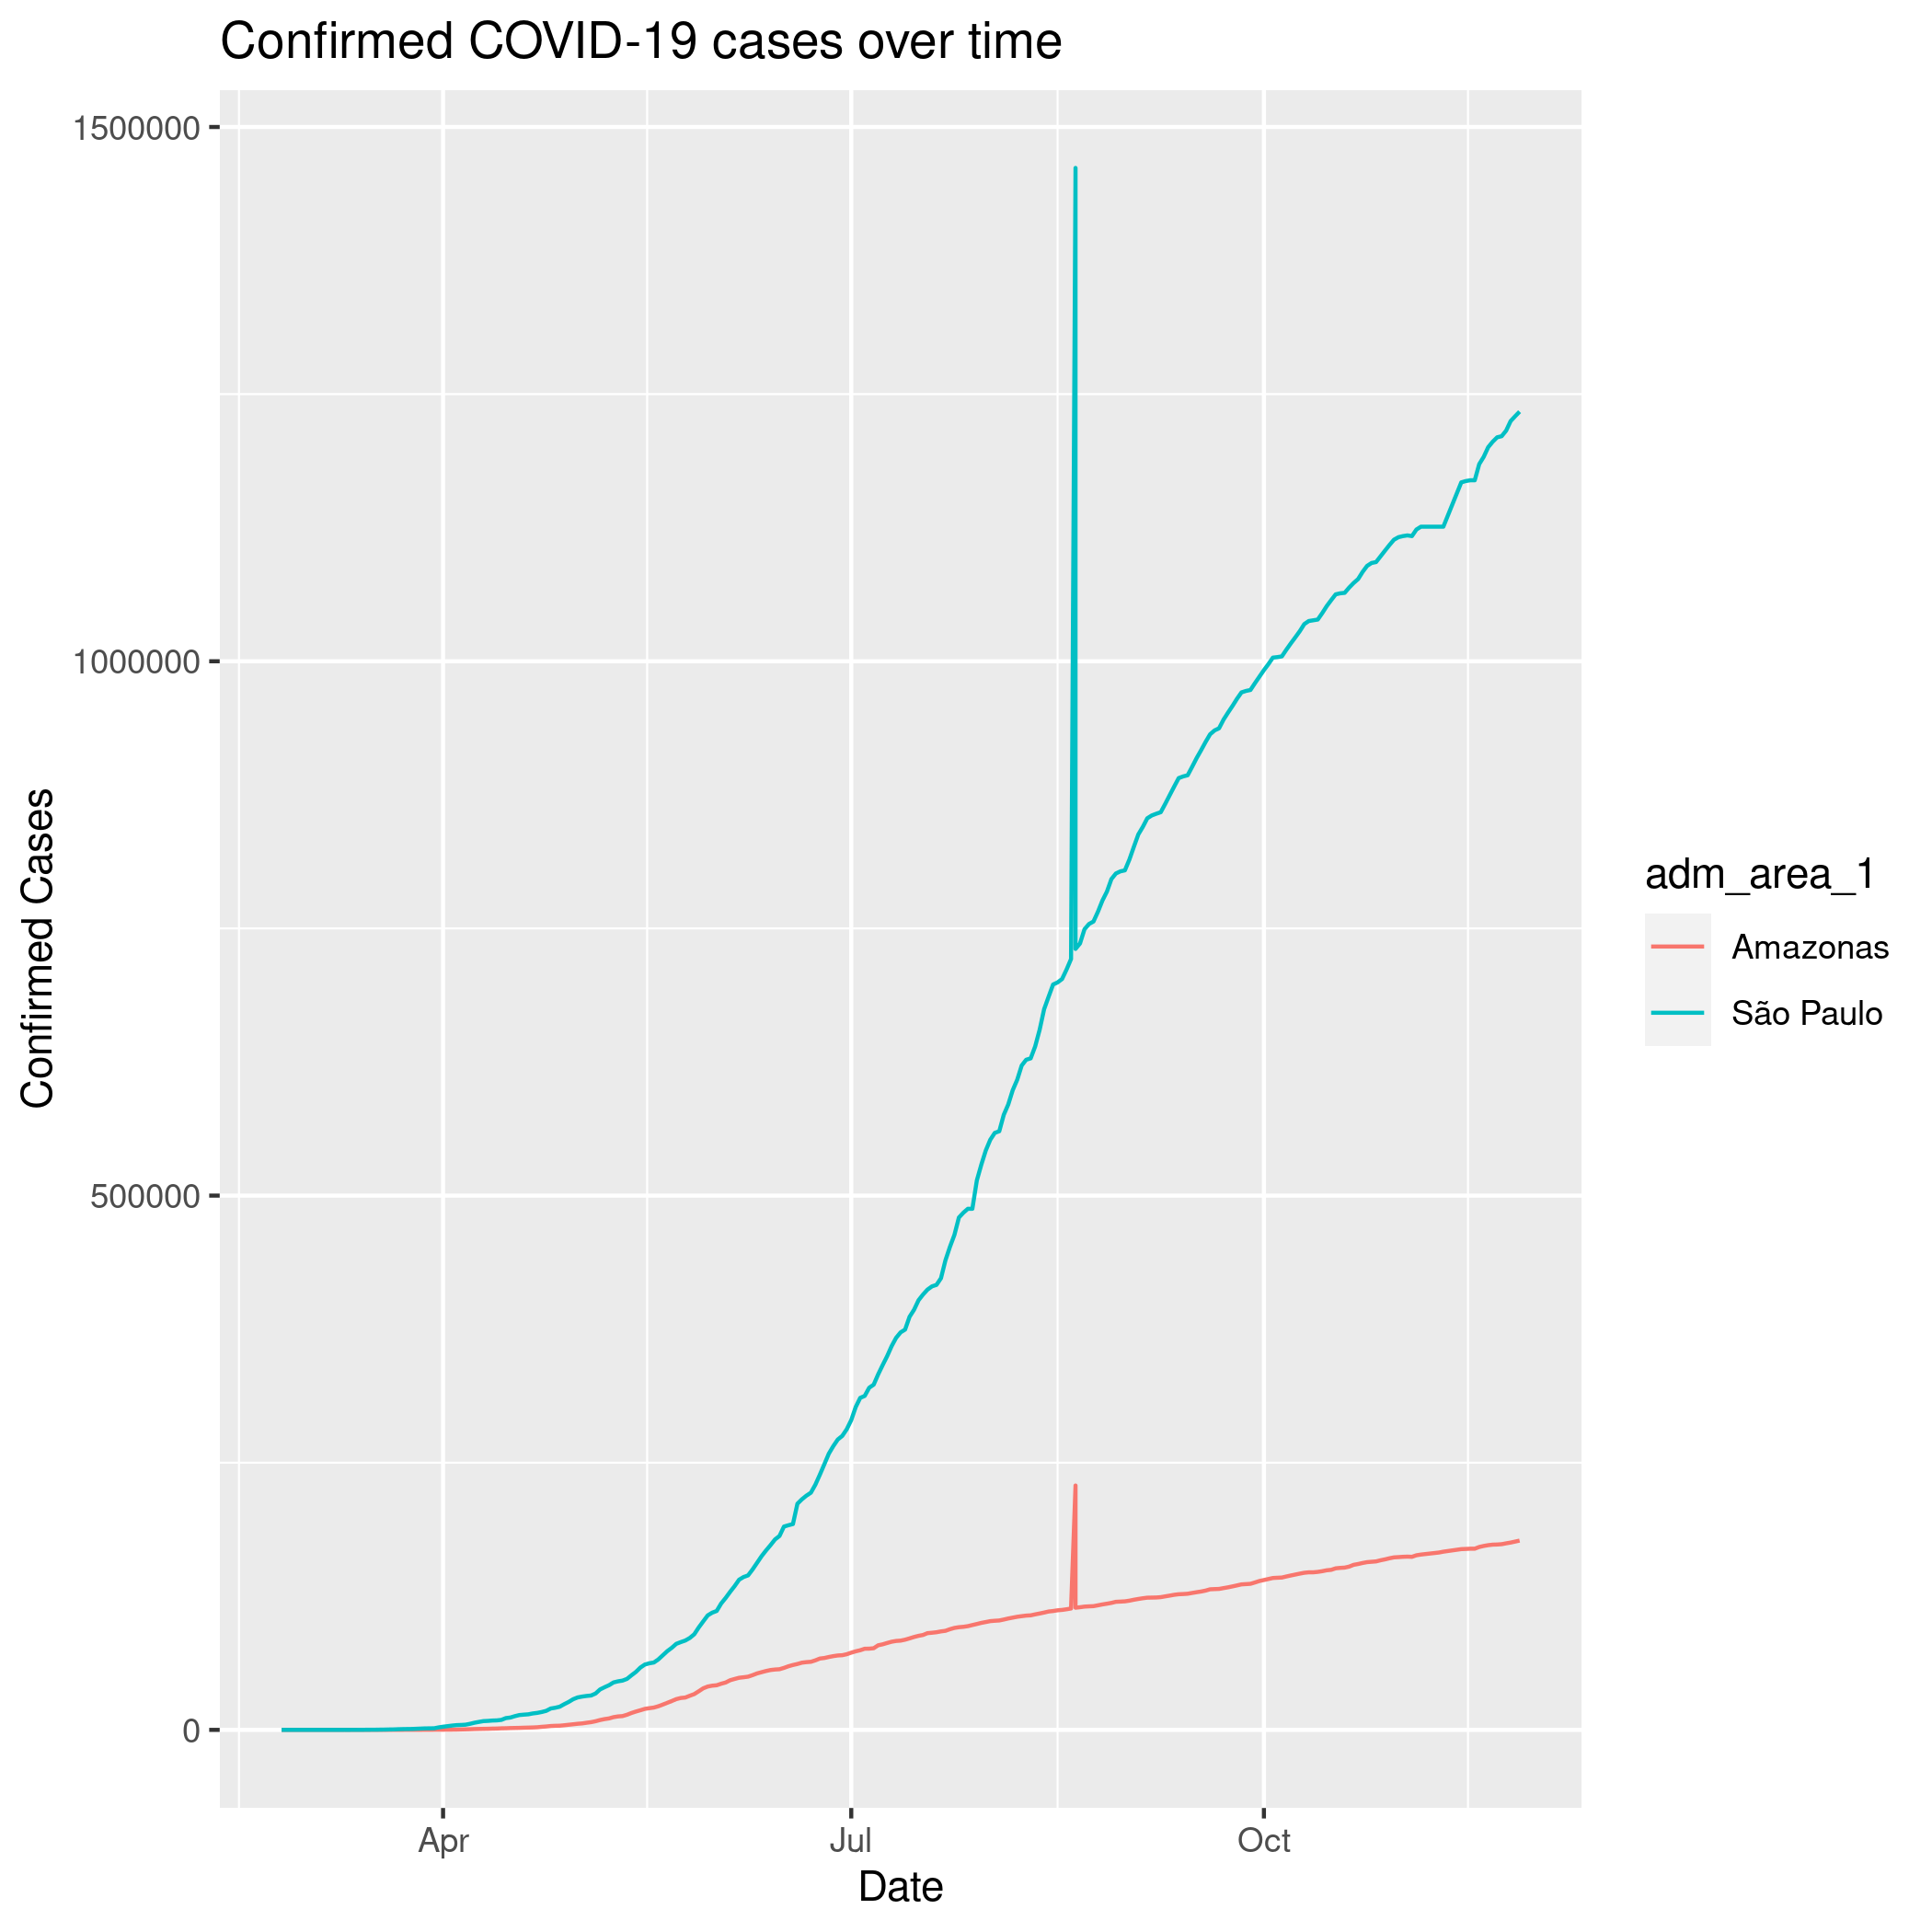 Confirmed COVID-19 cases over time
1500000
1000000
500000
0
Confirmed Cases
Apr
Jul
Oct
Date
adm_area_1
Amazonas
São Paulo